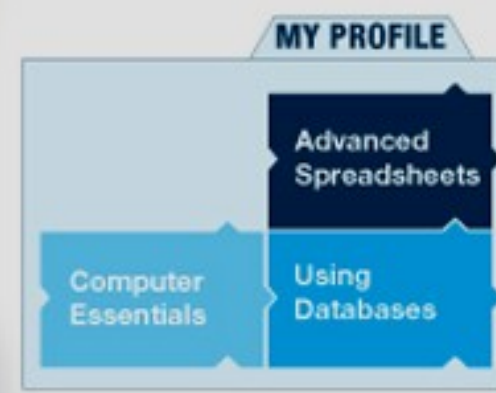 MY PROFILE
Advanced
Spreadsheets
Computer
Essentials
Using
Databases